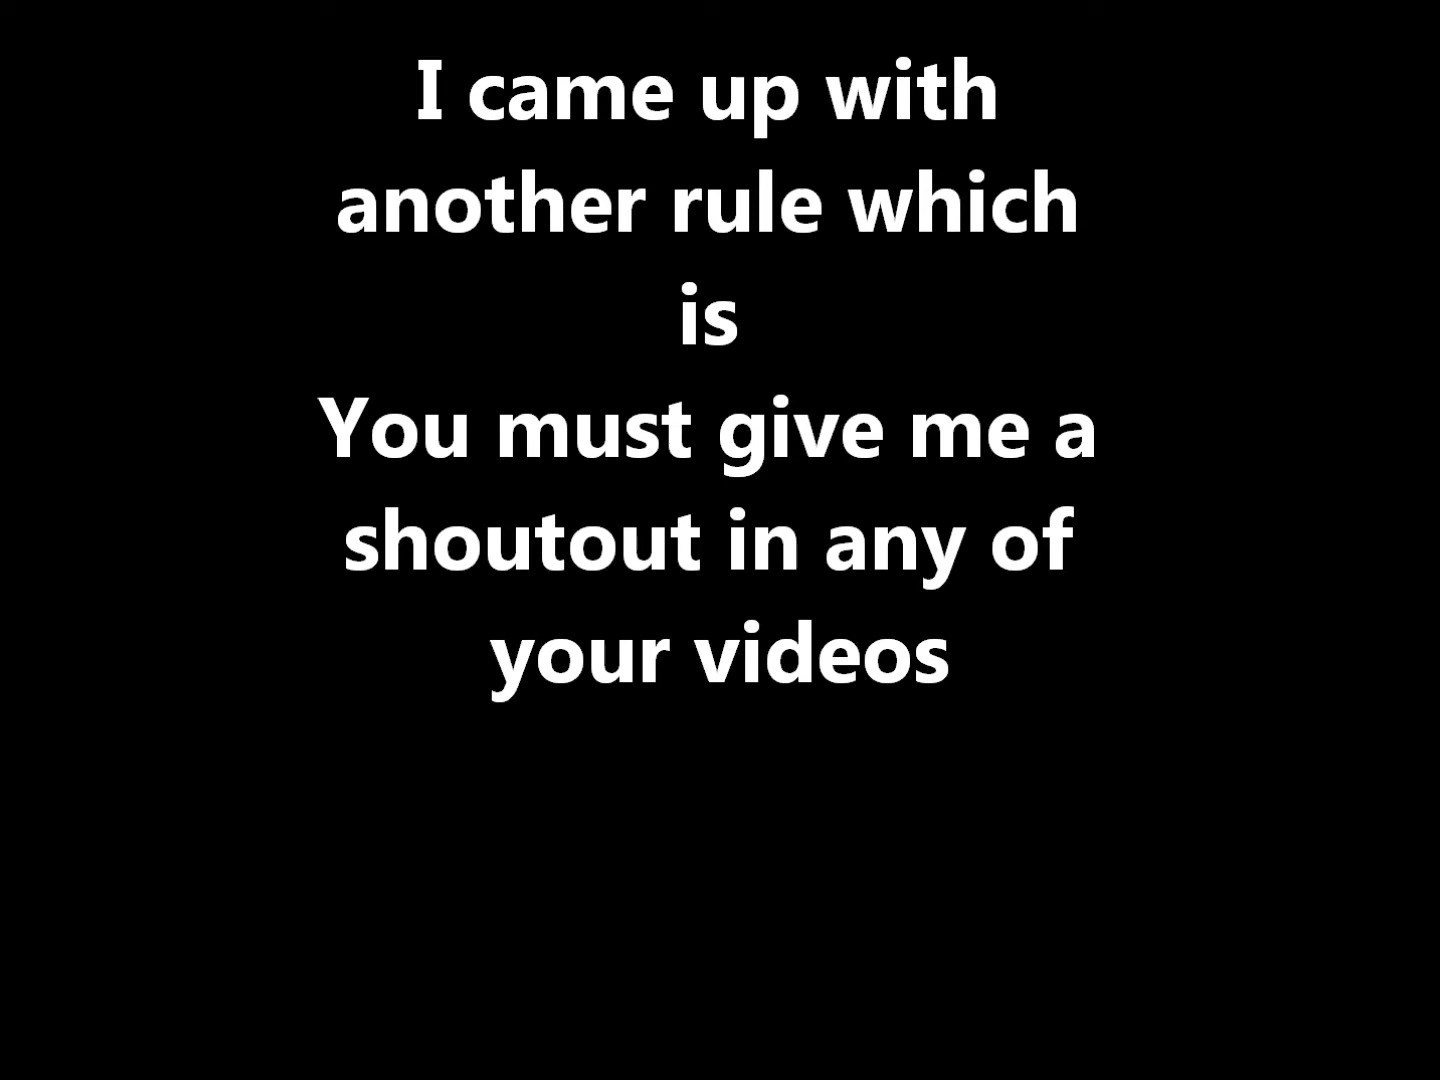 I came up with
another rule which
is
You must give me a
shoutout in any of
your videos